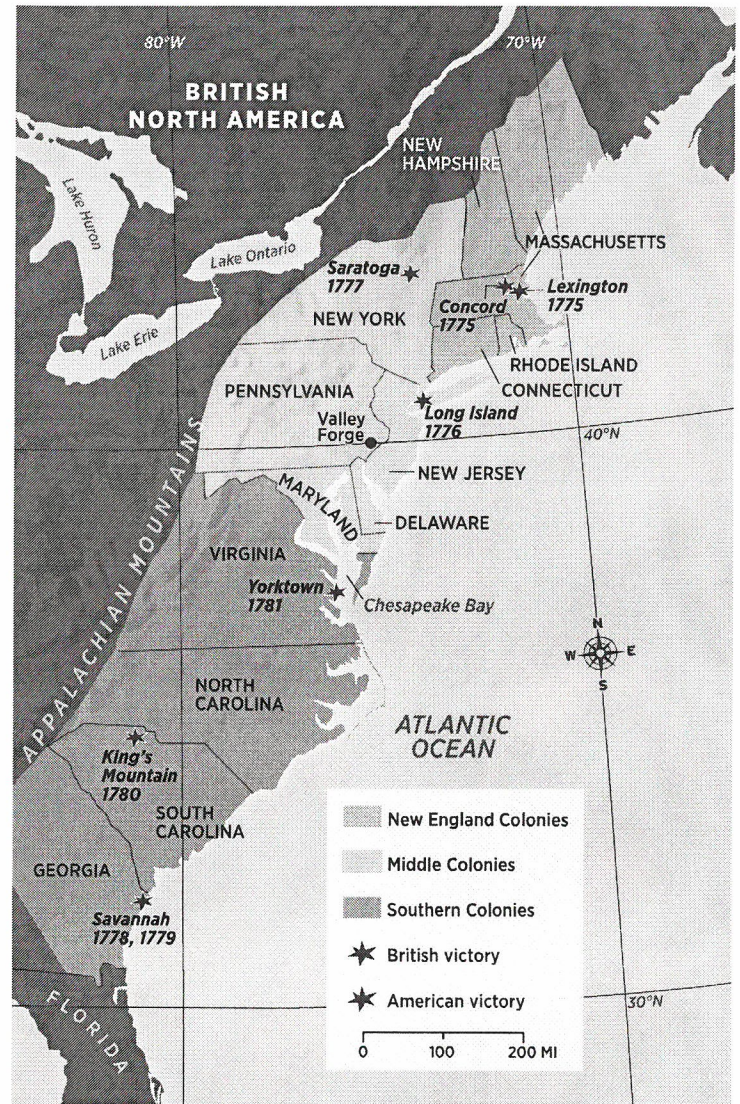 80°W
70°W
BRITISH
NORTH AMERICA
NEW
HAMPSHIRE
Lake Huron
Lake Ontario
MASSACHUSETTS
Saratoga
1777
Lexington
1775
Concord
1775
NEW YORK
Lake Erie
RHODE ISLAND
CONNECTICUT
PENNSYLVANIA
Long Island
1776
Valley
Forge
40°N
NEW JERSEY
MARYLAND
DELAWARE
APPALACHIAN MOUNTAINS
VIRGINIA
Yorktown
1781
Chesapeake Bay
N
W
E
S
NORTH
CAROLINA
ATLANTIC
OCEAN
King's
Mountain
1780
SOUTH
CAROLINA
GEORGIA
Savannah
1778, 1779
FLORIDA
New England Colonies
Middle Colonies
Southern Colonies
British victory
American victory
0 100 200 MI
30°N